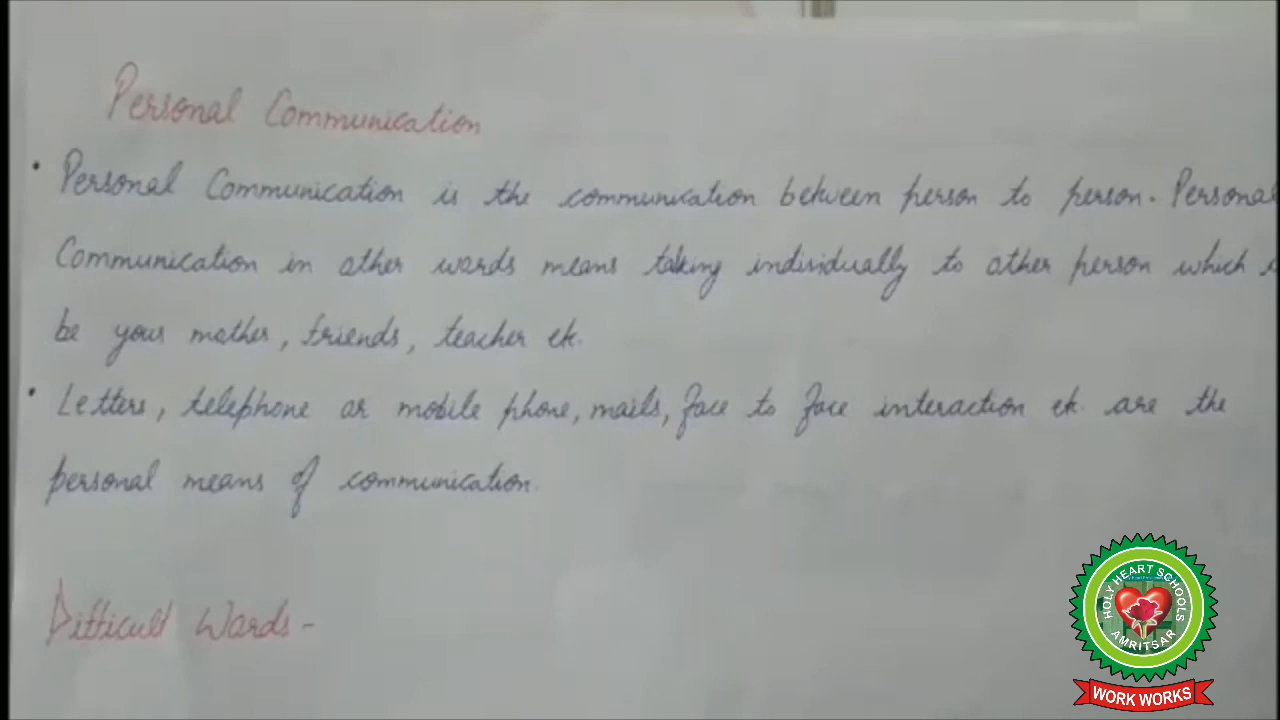 Personal Communication
• Personal Communication is the communication between person to person. Personal
Communication in other words means talking individually to other person which
be your mother, friends, teacher etc.
• Letters, telephone or mobile phone, mails, face to face interaction etc. are the
personal means of communication.
Difficult Words -
HOLY HEART SCHOOLS
AMRITSAR
WORK WORKS